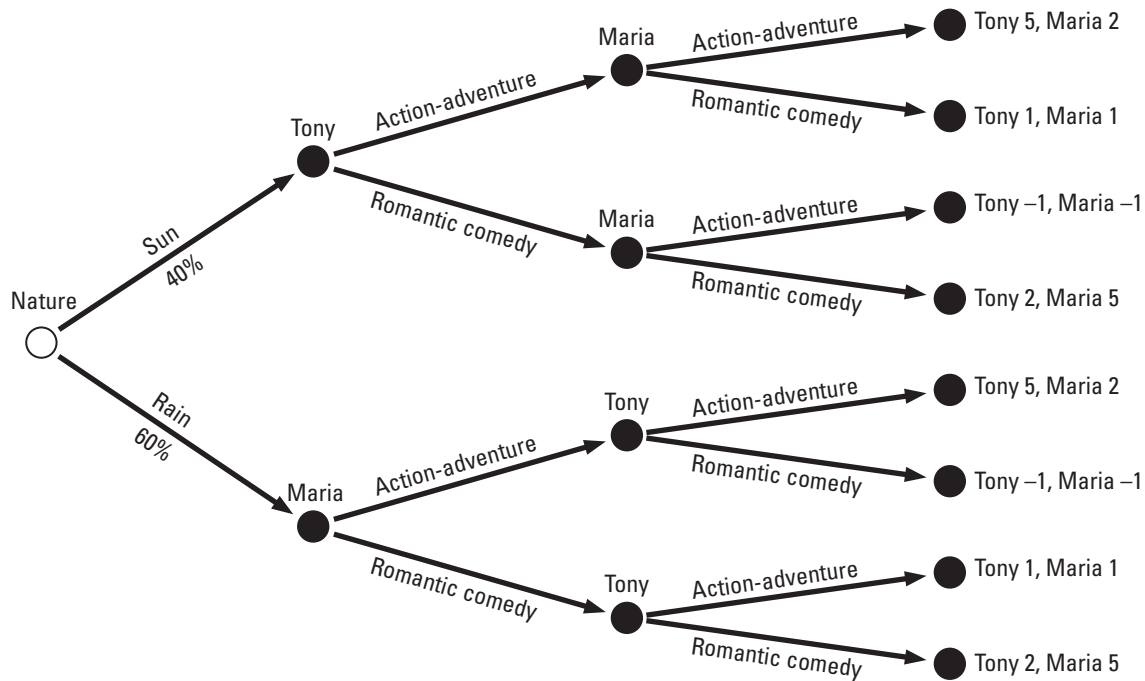 Tony 5, Maria 2
Maria
Action-adventure
Romantic comedy
Tony 1, Maria 1
Tony
Action-adventure
Romantic comedy
Maria
Action-adventure
Romantic comedy
Tony –1, Maria –1
Tony 2, Maria 5
Sun
40%
Nature
Rain
60%
Tony 5, Maria 2
Tony
Action-adventure
Romantic comedy
Tony –1, Maria –1
Maria
Action-adventure
Romantic comedy
Tony
Action-adventure
Romantic comedy
Tony 1, Maria 1
Tony 2, Maria 5